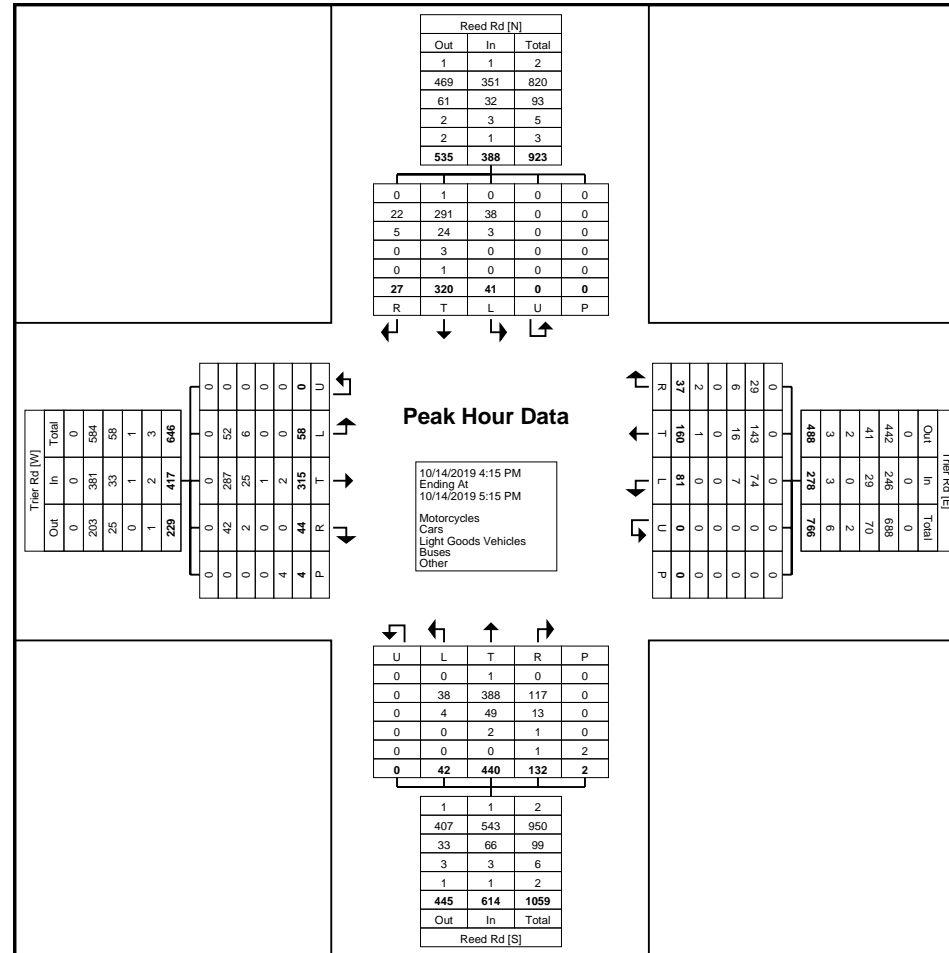 Reed Rd [N]
Out In Total
1 1 2
469 351 820
61 32 93
2 3 5
2 1 3
535 388 923
0 1 0 0 0
22 291 38 0 0
5 24 3 0 0
0 3 0 0 0
0 1 0 0 0
27 320 41 0 0
R T L U P
Trier Rd [W]
Total 0 584 58 1 3 646
In 0 381 33 1 2 417
Out 0 203 25 0 1 229
0 0 0 0 0 0 U
0 52 6 0 0 58 L
0 287 25 1 2 315 T
0 42 2 0 0 44 R
0 0 0 0 4 4 P
Peak Hour Data
10/14/2019 4:15 PM
Ending At
10/14/2019 5:15 PM
Motorcycles
Cars
Light Goods Vehicles
Buses
Other
R 37 2 0 6 29 0
T 160 1 0 16 143 0
L 81 0 0 7 74 0
U 0 0 0 0 0 0
P 0 0 0 0 0 0
488 3 2 41 442 0 Out
278 3 0 29 246 0 In
766 6 2 70 688 0 Total
Trier Rd [E]
U L T R P
0 0 1 0 0
0 38 388 117 0
0 4 49 13 0
0 0 2 1 0
0 0 0 1 2
0 42 440 132 2
1 1 2
407 543 950
33 66 99
3 3 6
1 1 2
445 614 1059
Out In Total
Reed Rd [S]